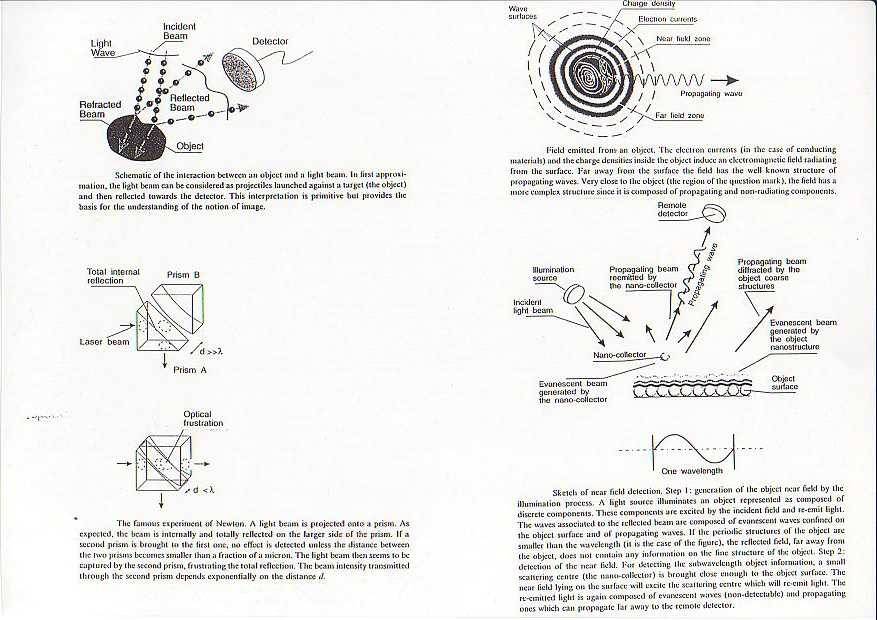 Incident
Beam
Light
Wave
Detector
Refracted
Beam
Reflected
Beam
Object
Schematic of the interaction between an object and a light beam. In first approxi-
mation, the light beam can be considered as projectiles launched against a target (the object)
and then reflected towards the detector. This interpretation is primitive but provides the
basis for the understanding of the notion of image.
Total internal
reflection
Prism B
Laser beam
d >>λ
Prism A
Optical
frustration
d <λ
The famous experiment of Newton. A light beam is projected onto a prism. As
expected, the beam is internally and totally reflected on the larger side of the prism. If a
second prism is brought to the first one, no effect is detected unless the distance between
the two prisms becomes smaller than a fraction of a micron. The light beam then seems to be
captured by the second prism, frustrating the total reflection. The beam intensity transmitted
through the second prism depends exponentially on the distance d.
Wave
surfaces
Charge density
Electron currents
Near field zone
Propagating wave
Far field zone
Field emitted from an object. The electron currents (in the case of conducting
materials) and the charge densities inside the object induce an electromagnetic field radiating
from the surface. Far away from the surface the field has the well known structure of
propagating waves. Very close to the object (the region of the question mark), the field has a
more complex structure since it is composed of propagating and non-radiating components.
Remote
detector
Illumination
source
Propagating beam
reemitted by
the nano-collector
Propagating wave
Propagating beam
diffracted by the
object coarse
structures
Incident
light beam
Evanescent beam
generated by
the object
nanostructure
Nano-collector
Evanescent beam
generated by
the nano-collector
Object
surface
One wavelength
Sketch of near field detection. Step 1: generation of the object near field by the
illumination process. A light source illuminates an object represented as composed of
discrete components. These components are excited by the incident field and re-emit light.
The waves associated to the reflected beam are composed of evanescent waves confined on
the object surface and of propagating waves. If the periodic structures of the object are
smaller than the wavelength (it is the case of the figure), the reflected field, far away from
the object, does not contain any information on the fine structure of the object. Step 2:
detection of the near field. For detecting the subwavelength object information, a small
scattering centre (the nano-collector) is brought close enough to the object surface. The
near field lying on the surface will excite the scattering centre which will re-emit light. The
re-emitted light is again composed of evanescent waves (non-detectable) and propagating
ones which can propagate far away to the remote detector.